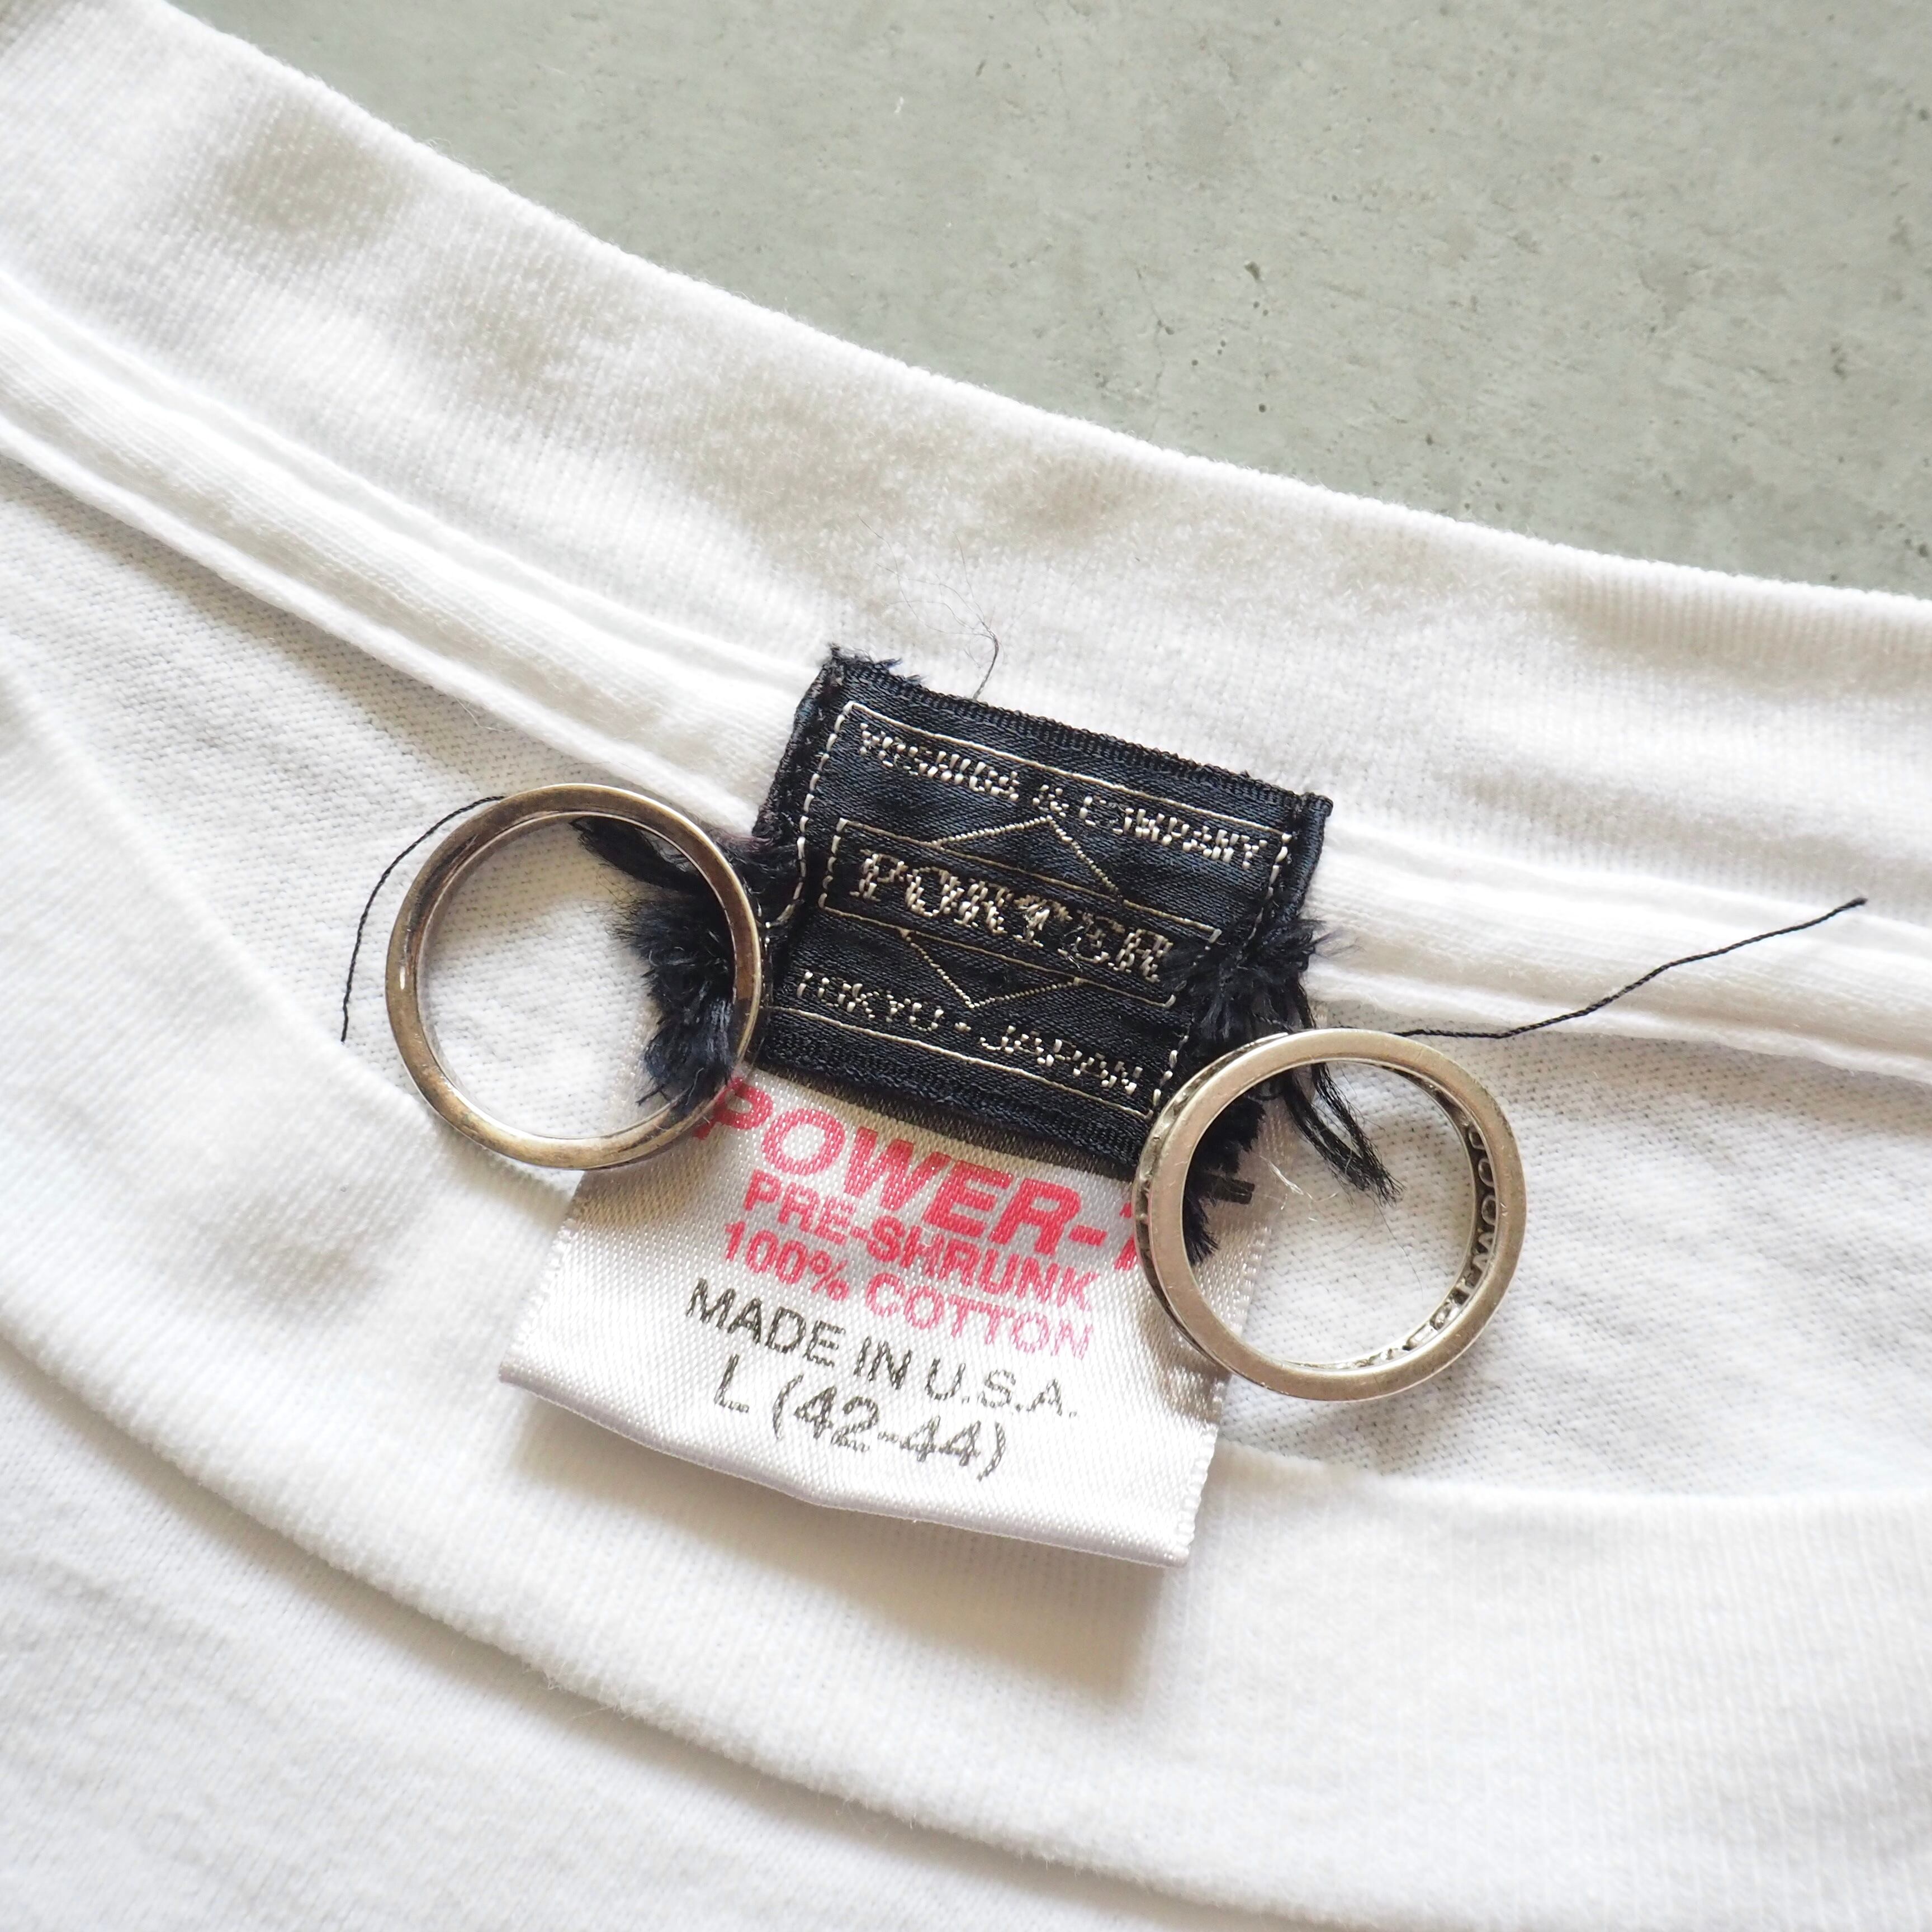 YOSHIDA & COMPANY
PORTER
TOKYO - JAPAN
POWER-
PRE-SHRUNK
100% COTTON
MADE IN U.S.A.
L (42-44)